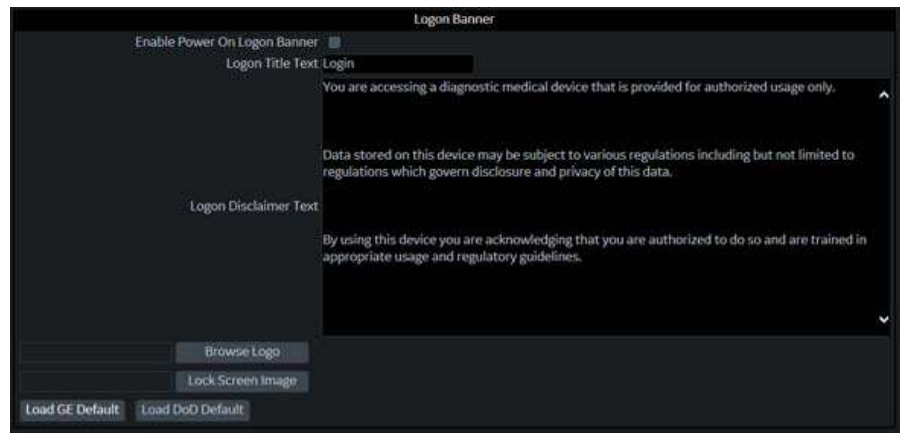 Logon Banner
Enable Power On Logon Banner
Logon Title Text Login
You are accessing a diagnostic medical device that is provided for authorized usage only.
Data stored on this device may be subject to various regulations including but not limited to
regulations which govern disclosure and privacy of this data.
Logon Disclaimer Text
By using this device you are acknowledging that you are authorized to do so and are trained in
appropriate usage and regulatory guidelines.
Browse Logo
Lock Screen Image
Load GE Default Load DoD Default